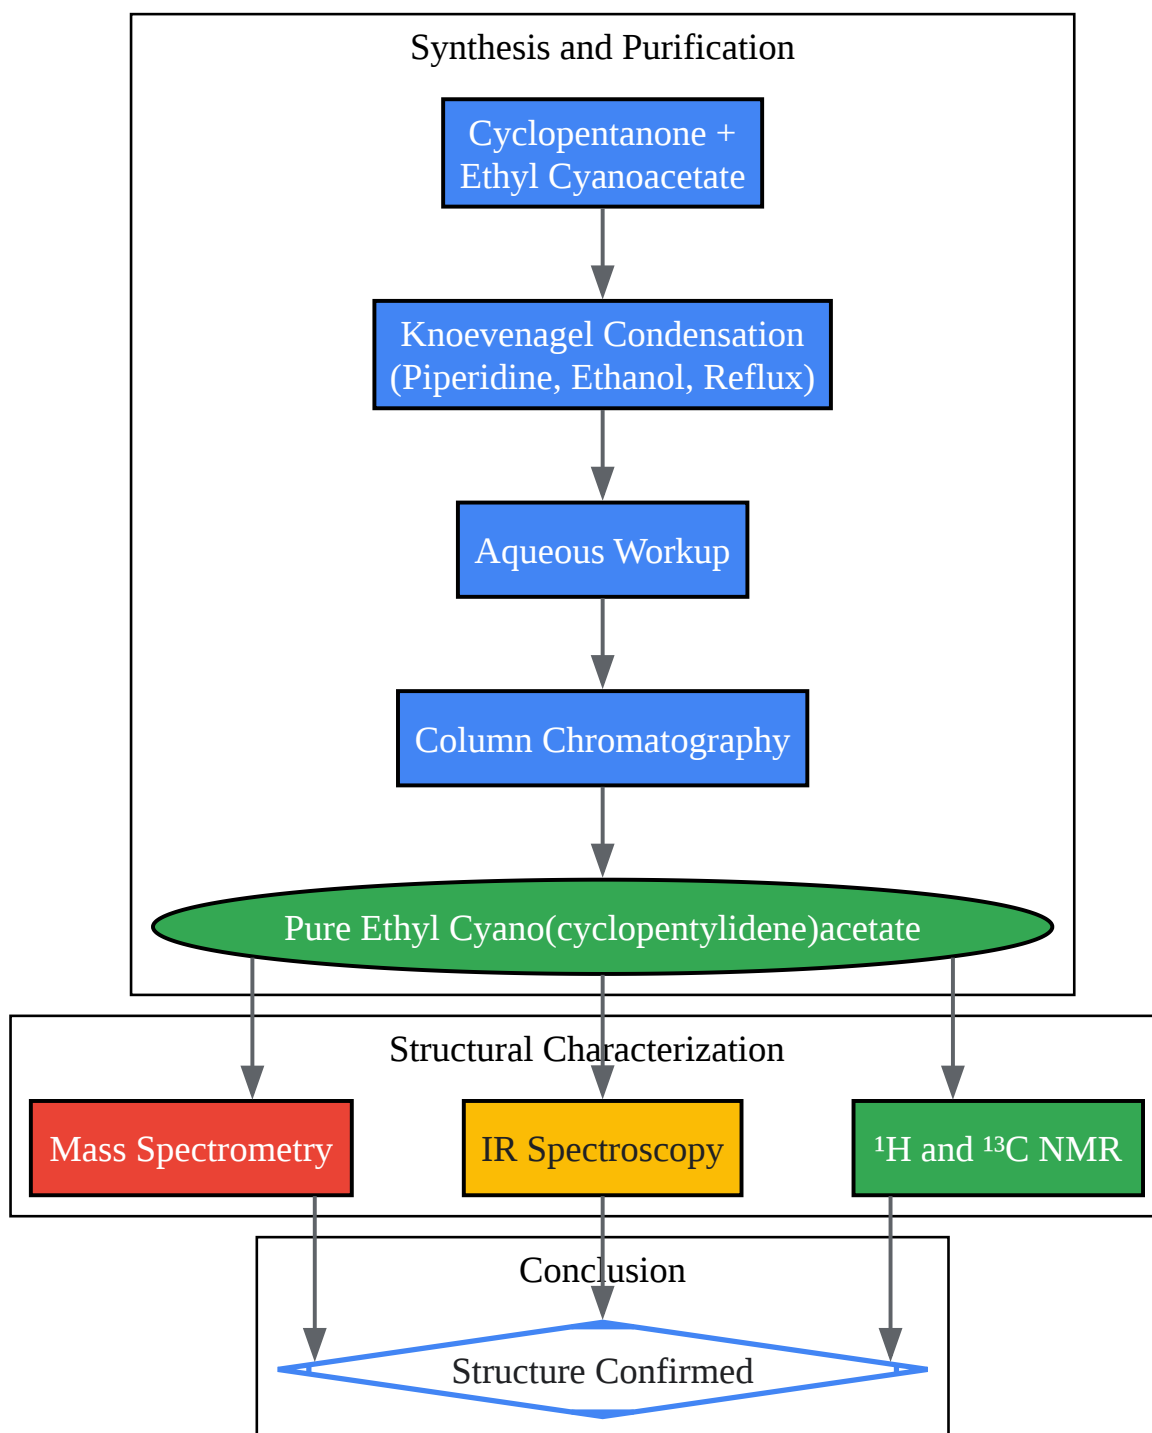 Synthesis and Purification
Cyclopentanone +
Ethyl Cyanoacetate
Knoevenagel Condensation
(Piperidine, Ethanol, Reflux)
Aqueous Workup
Column Chromatography
Pure Ethyl Cyano(cyclopentylidene)acetate
Structural Characterization
Mass Spectrometry
IR Spectroscopy
¹H and ¹³C NMR
Conclusion
Structure Confirmed